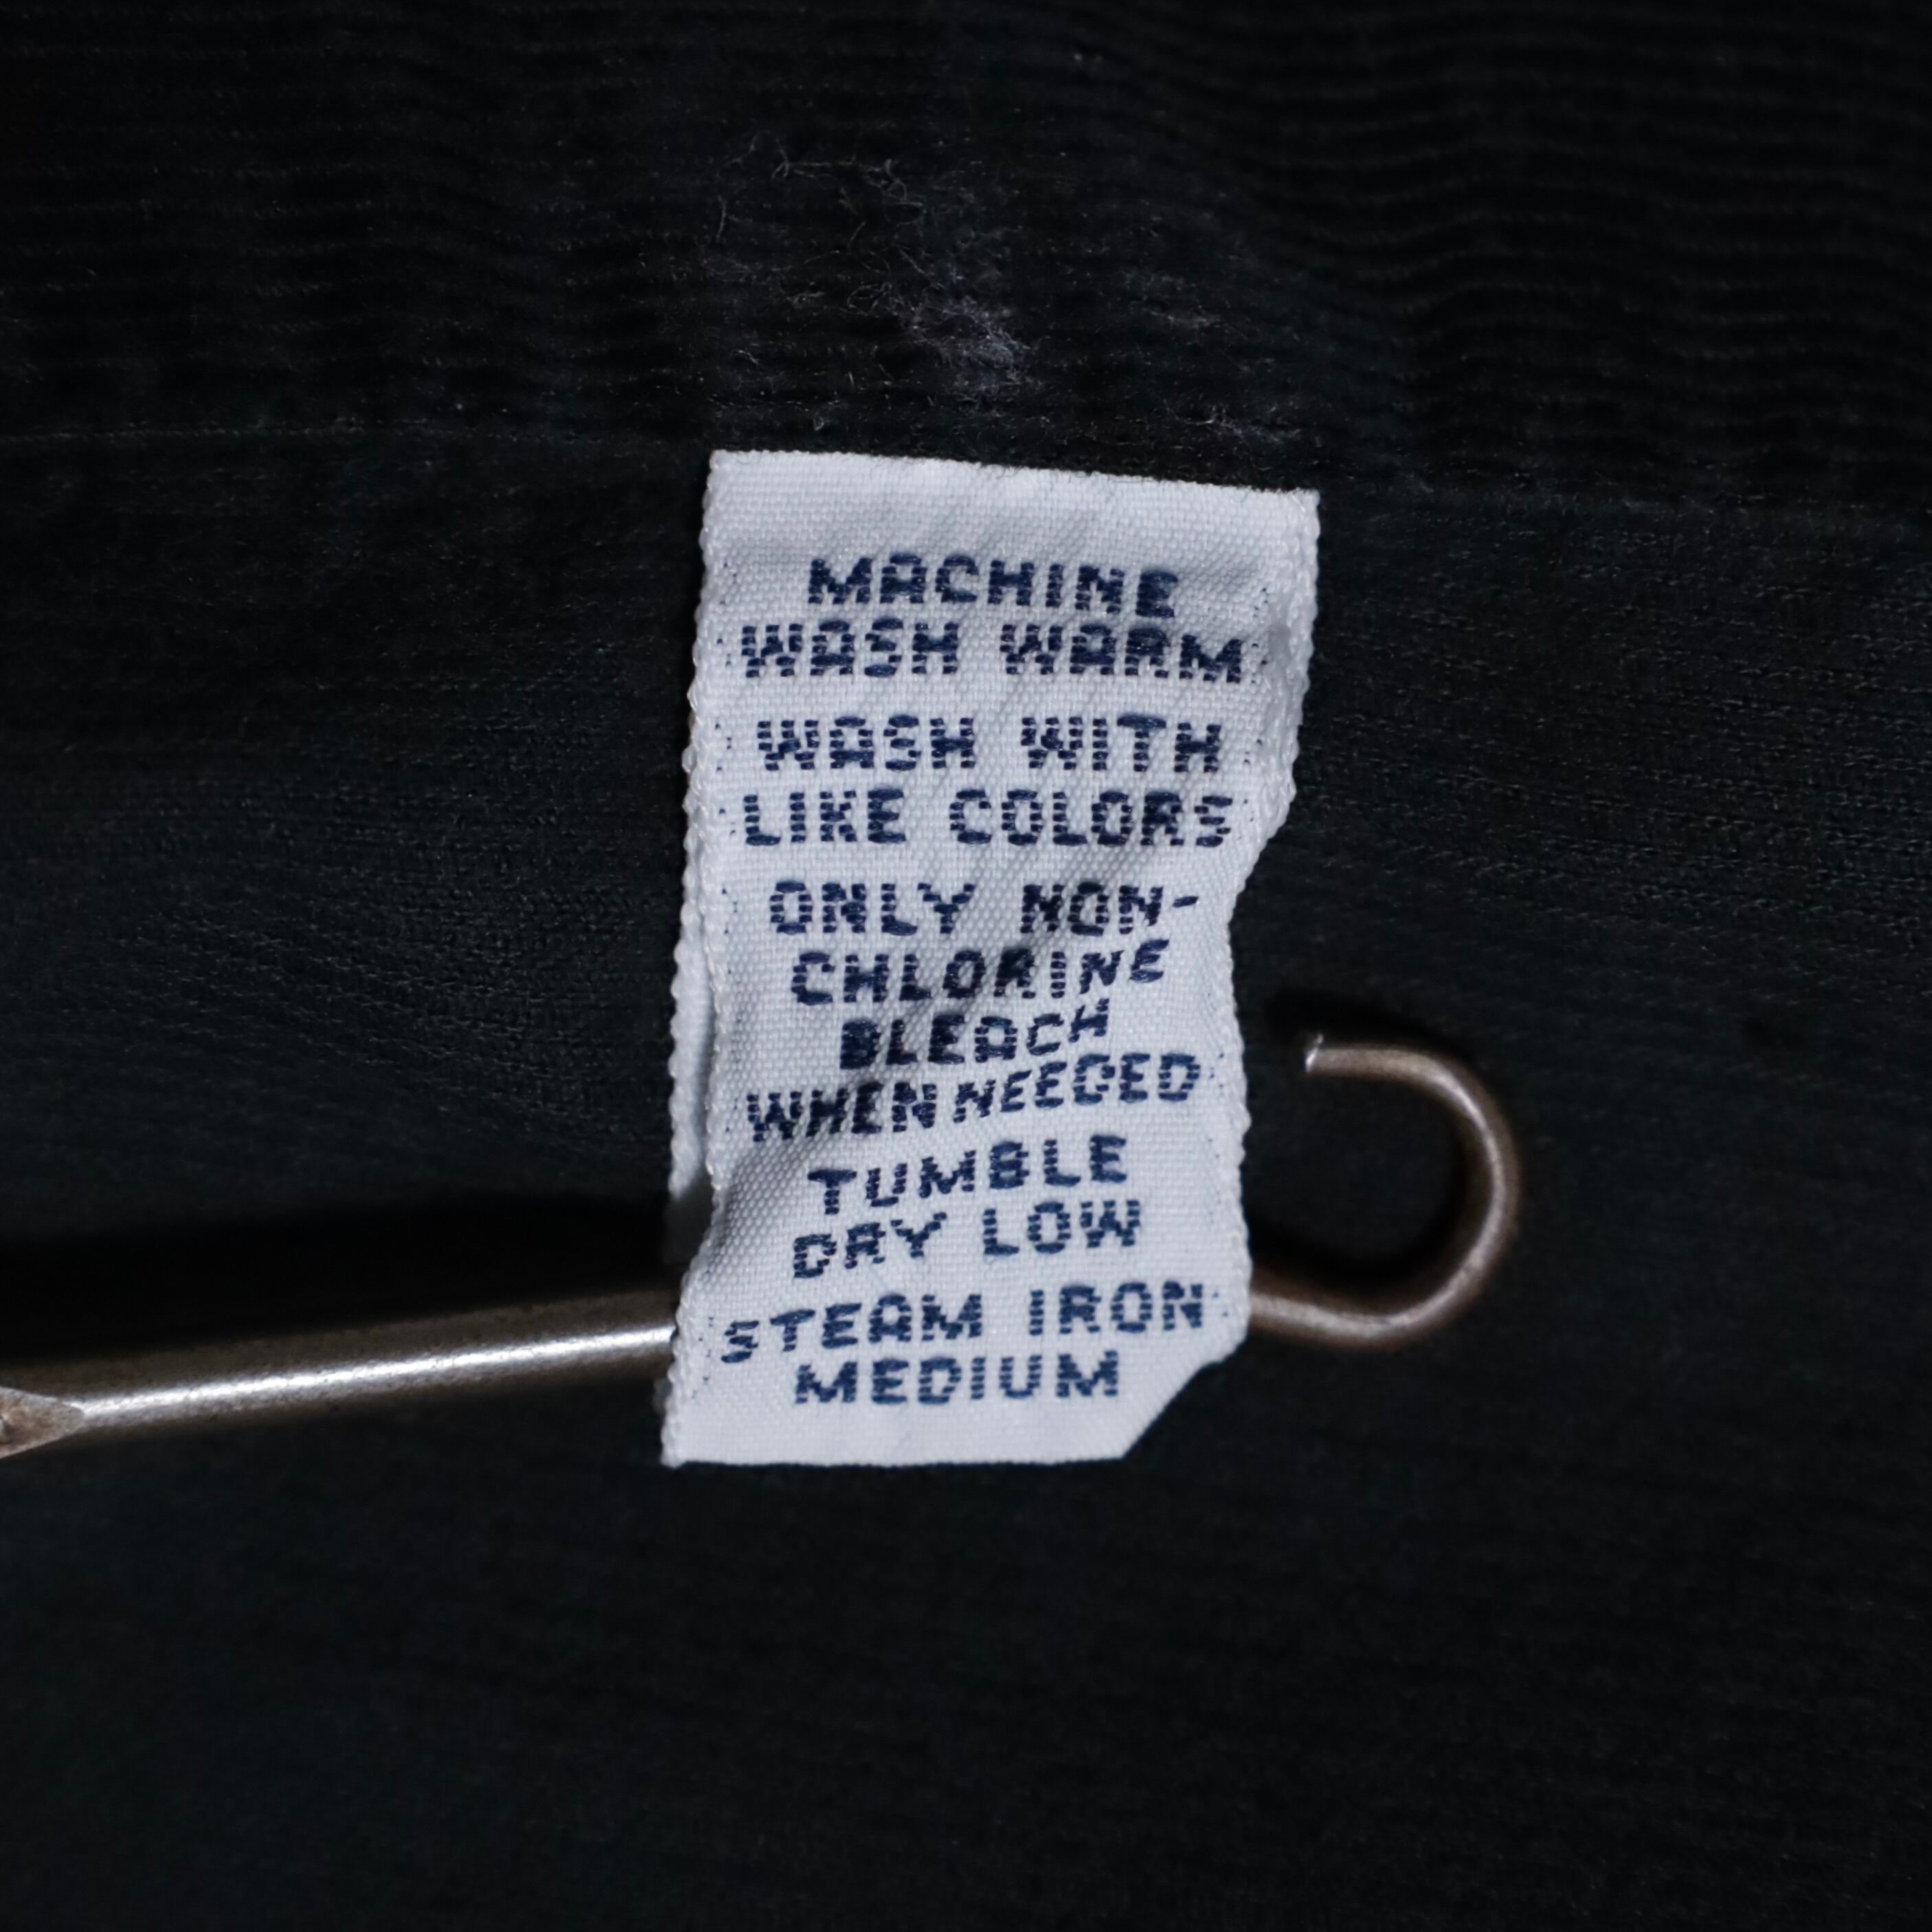 MACHINE
WASH WARM
WASH WITH
LIKE COLORS
ONLY NON-
CHLORINE
BLEACH
WHEN NEEDED
TUMBLE
DRY LOW
STEAM IRON
MEDIUM